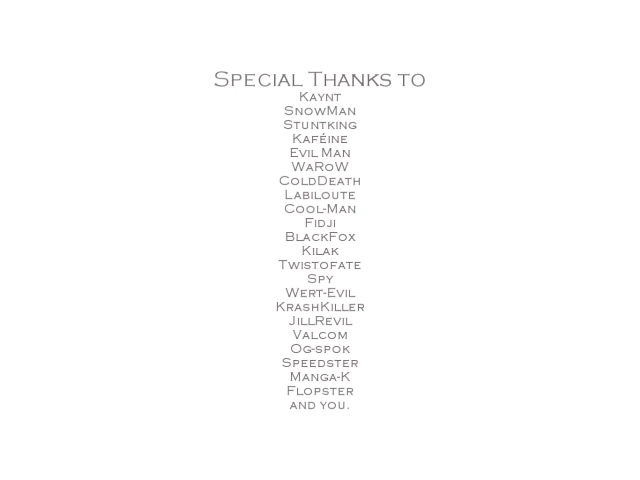 Special Thanks to
Kaynt
SnowMan
Stuntking
Kaféine
Evil Man
WaRoW
ColdDeath
Labiloute
Cool-Man
Fidji
BlackFox
Kilak
Twistofate
Spy
Wert-Evil
KrashKiller
JillRevil
Valcom
Og-spok
Speedster
Manga-K
Flopster
and you.